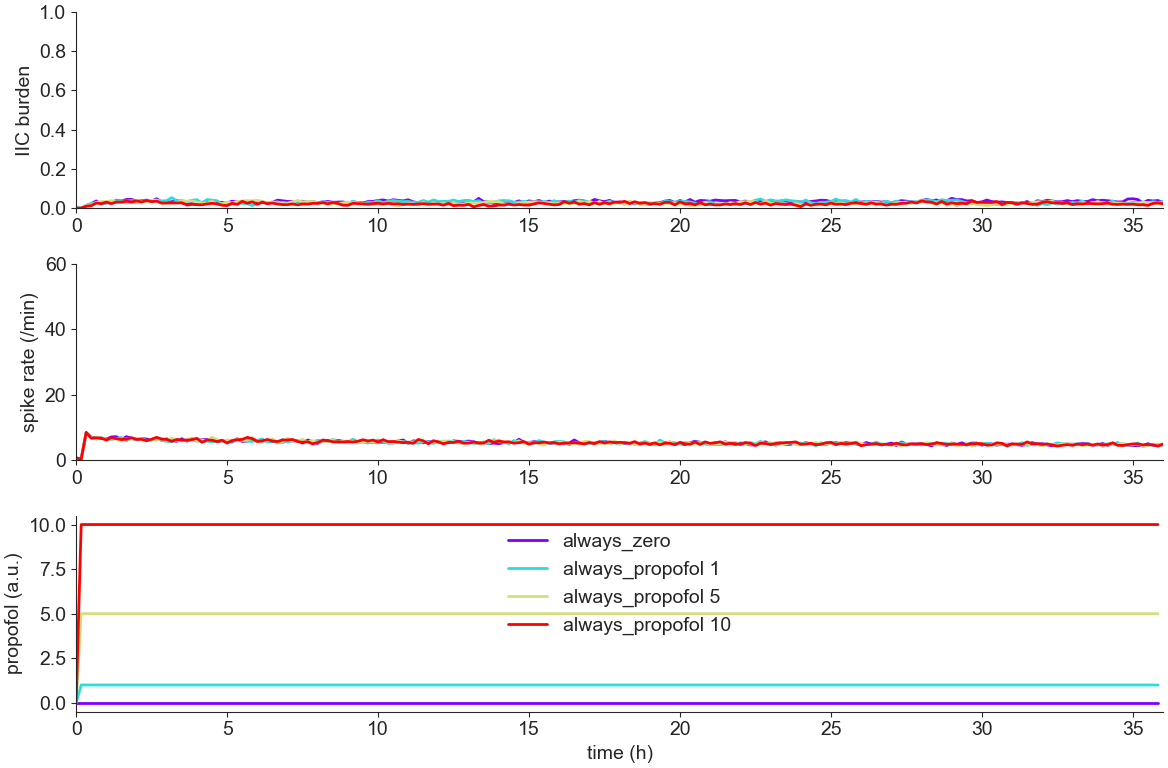 1.0
0.8
0.6
0.4
0.2
0.0
IIC burden
0 5 10 15 20 25 30 35
60
40
20
0
spike rate (/min)
0 5 10 15 20 25 30 35
10.0
7.5
5.0
2.5
0.0
propofol (a.u.)
always_zero
always_propofol 1
always_propofol 5
always_propofol 10
0 5 10 15 20 25 30 35
time (h)